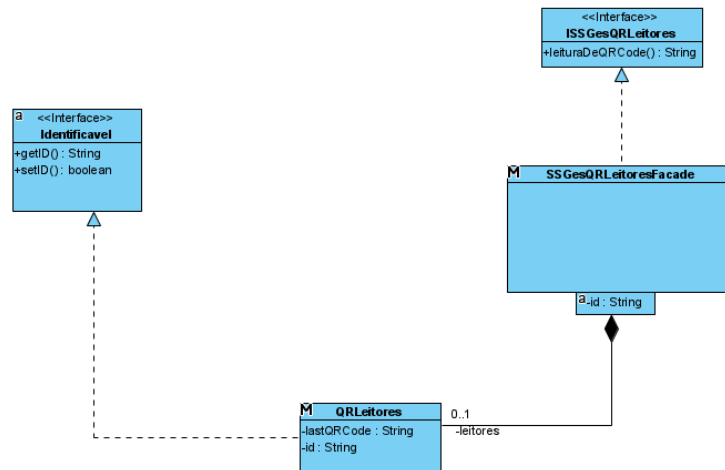 <<Interface>>
ISSGesQRLeitores
+leituraDeQRCode() : String
a
<<Interface>>
Identificavel
+getID() : String
+setID() : boolean
M
SSGesQRLeitoresFacade
a
-id : String
M
QRLeitores
-lastQRCode : String
-id : String
0..1
-leitores